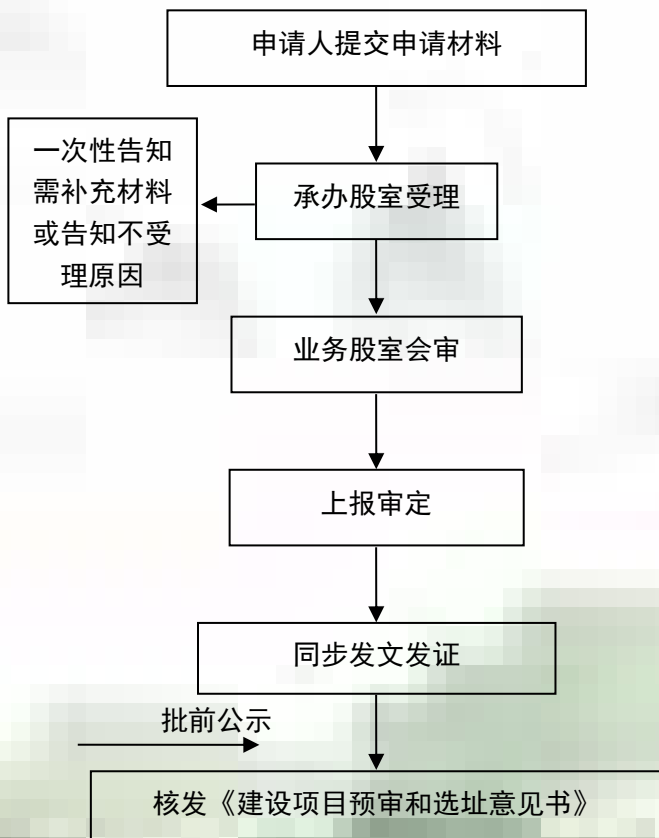 申请人提交申请材料
一次性告知
需补充材料
或告知不受
理原因
承办股室受理
业务股室会审
上报审定
同步发文发证
批前公示
核发《建设项目预审和选址意见书》